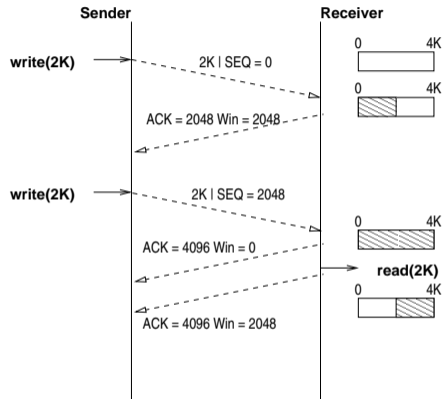 Sender Receiver
0 4K
write(2K) 2K | SEQ = 0
0 4K
ACK = 2048 Win = 2048
write(2K) 2K | SEQ = 2048
0 4K
ACK = 4096 Win = 0
read(2K)
0 4K
ACK = 4096 Win = 2048